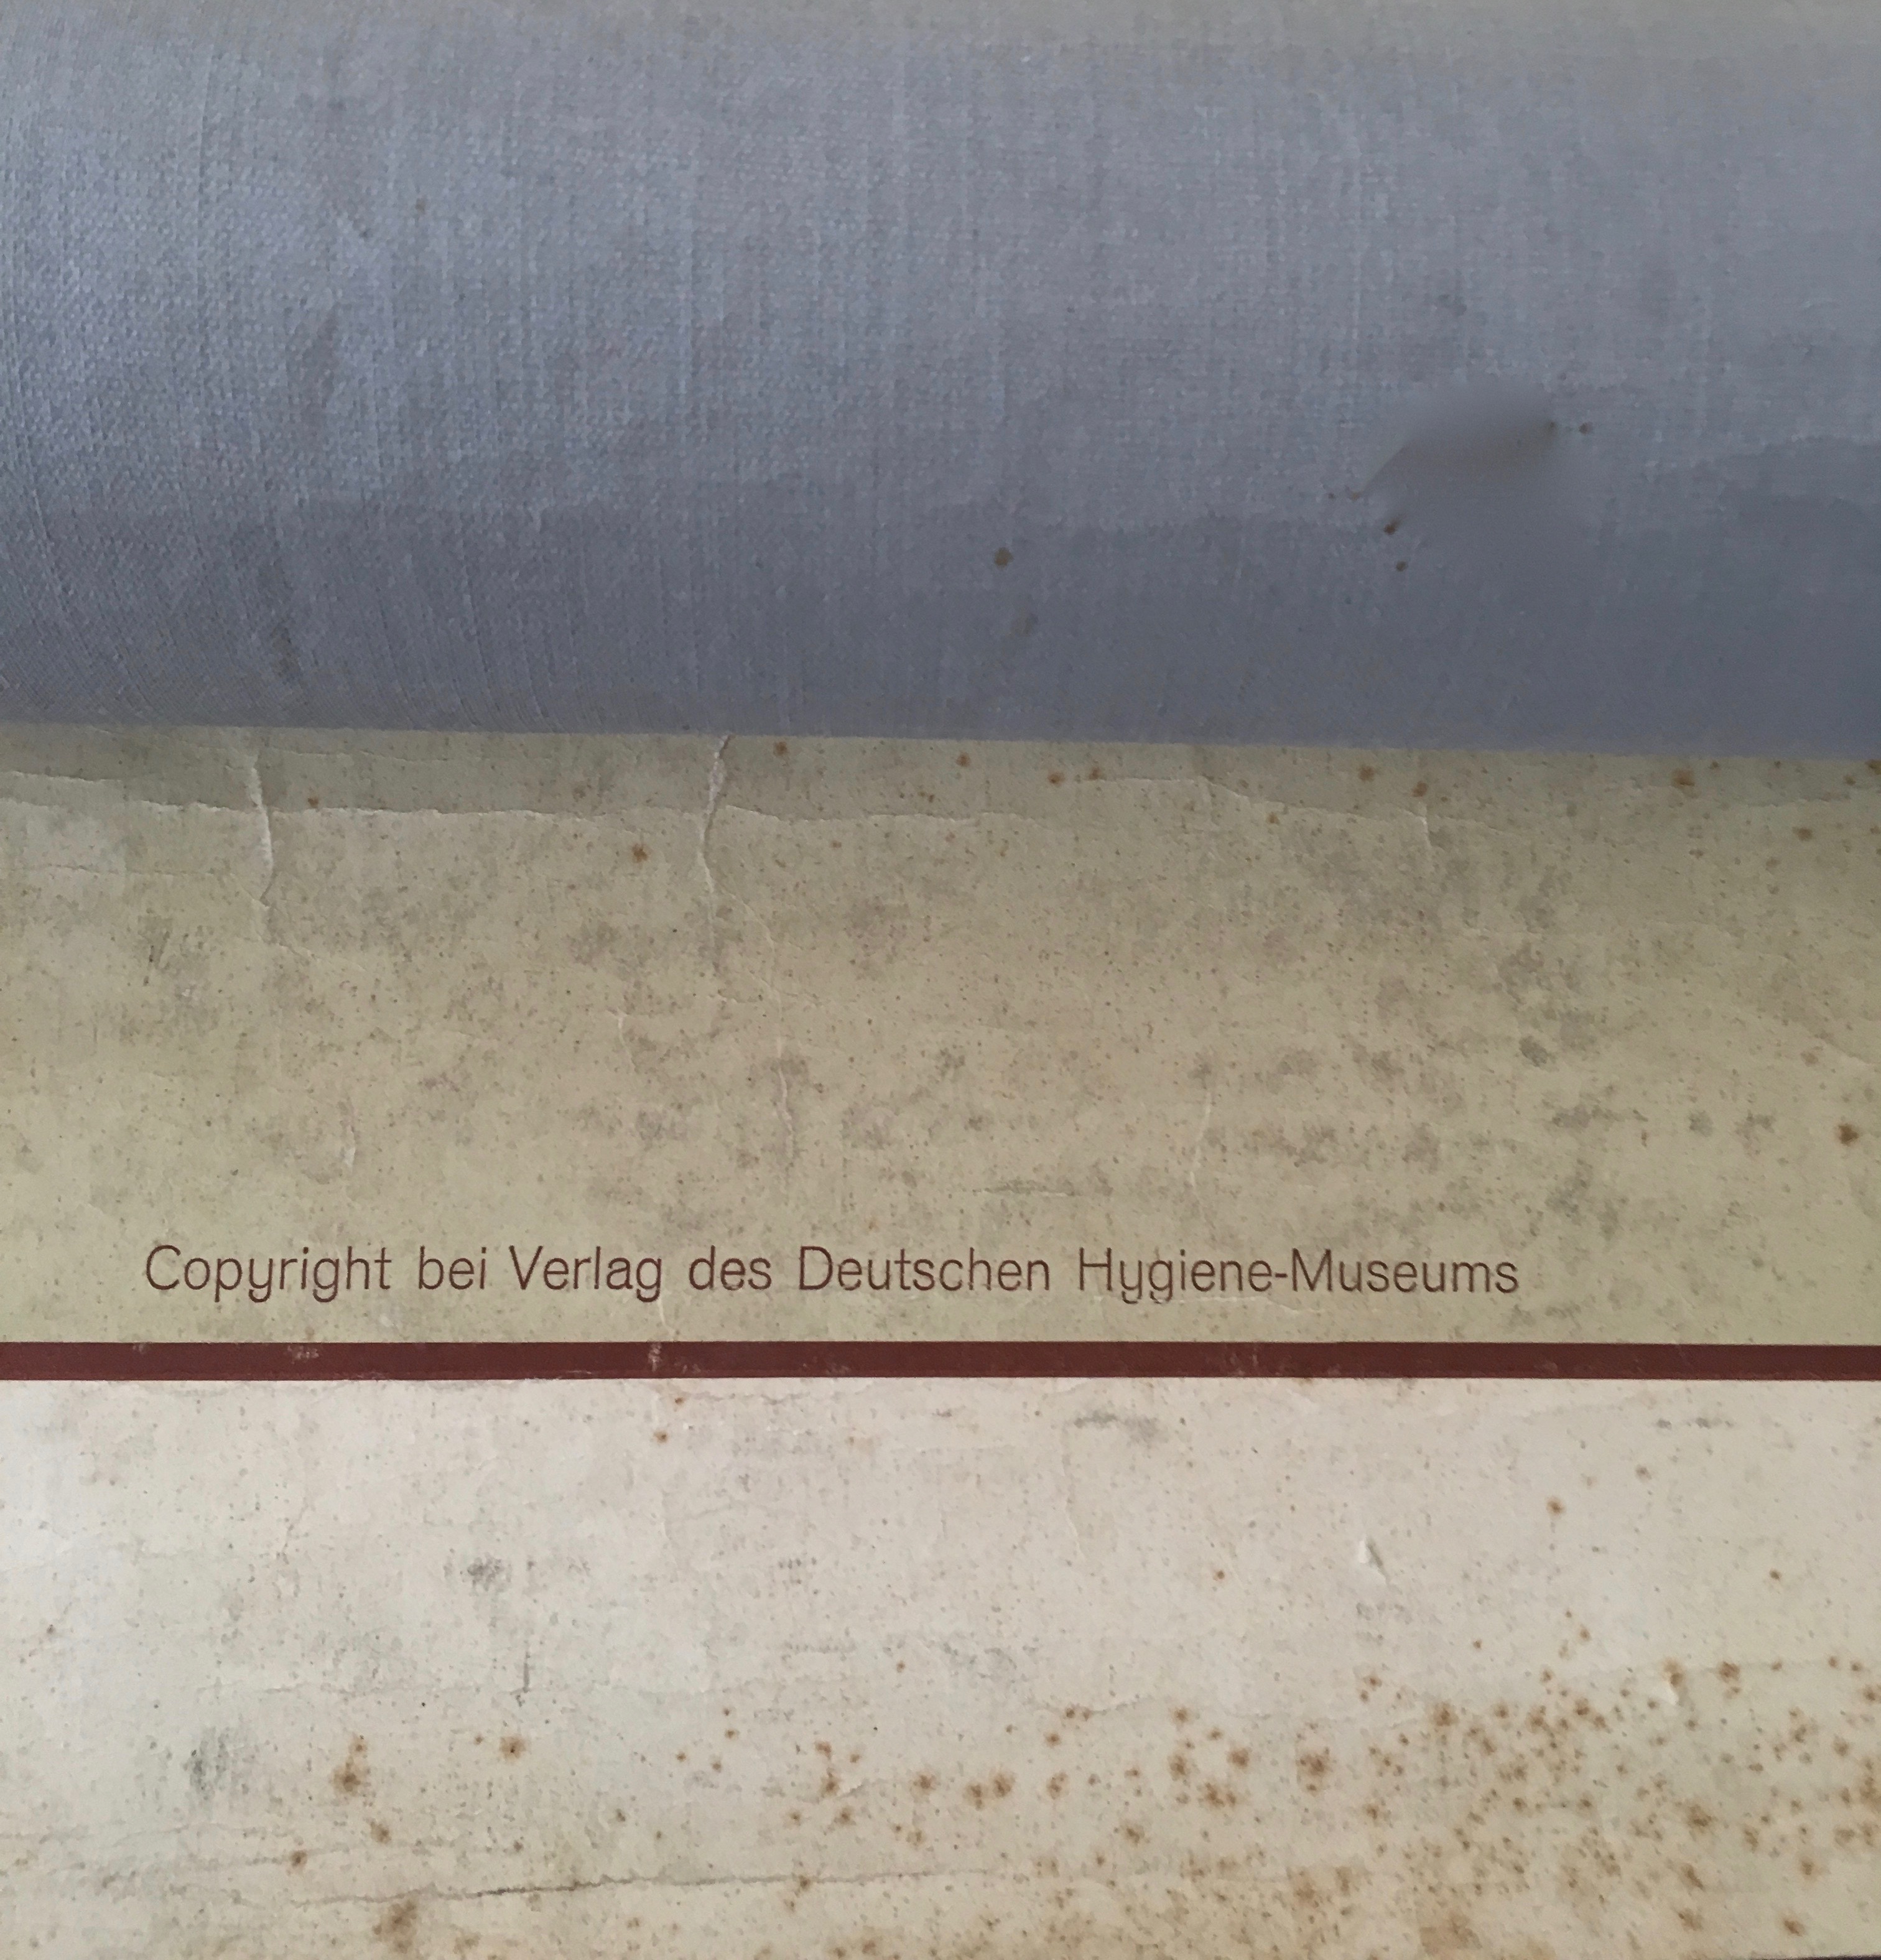 Copyright bei Verlag des Deutschen Hygiene-Museums